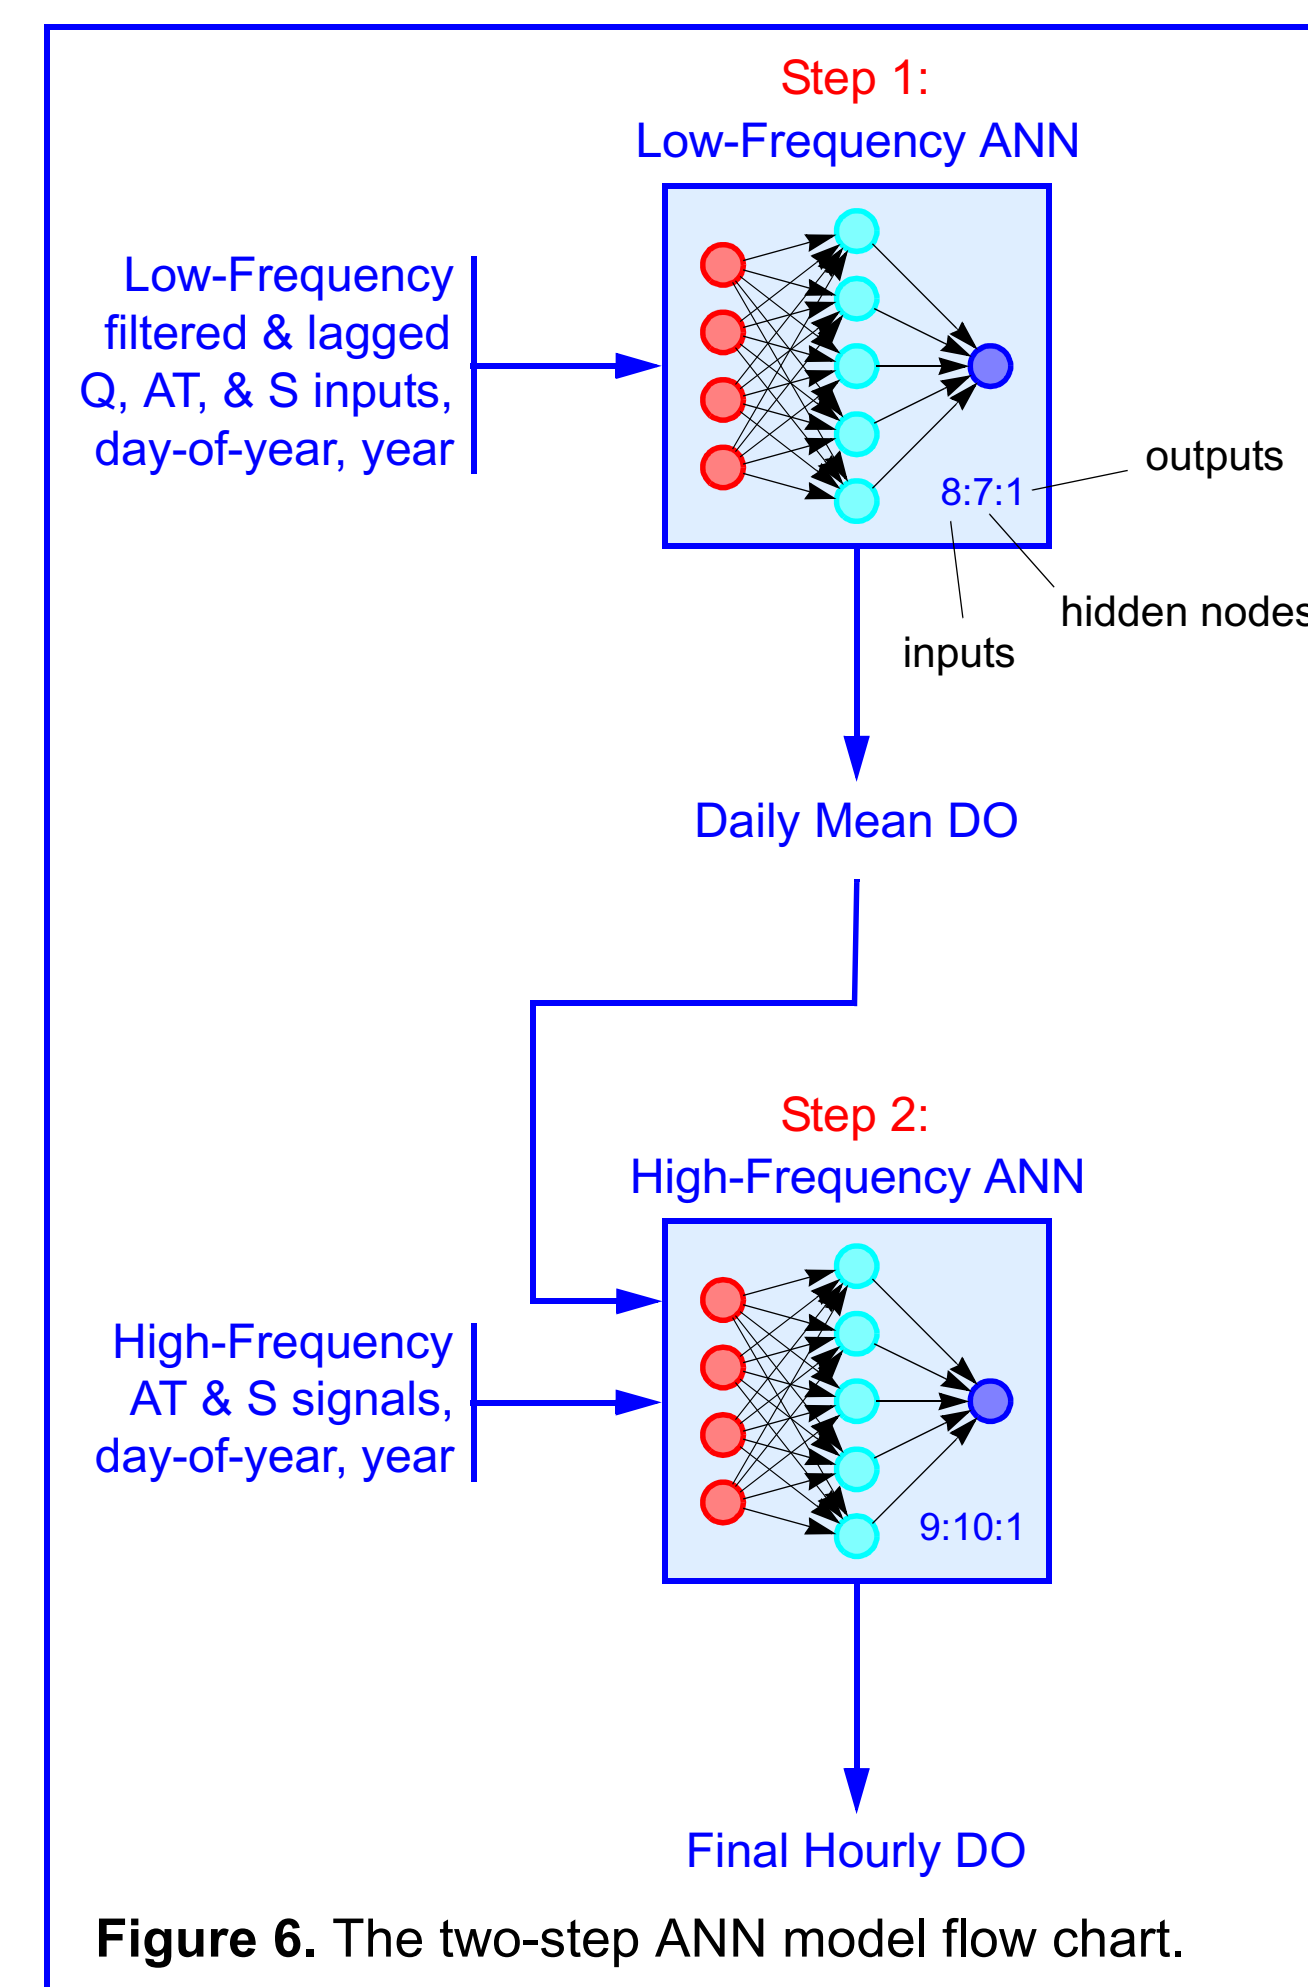 Step 1:
Low-Frequency ANN
Low-Frequency
filtered & lagged
Q, AT, & S inputs,
day-of-year, year
outputs
8:7:1
hidden nodes
inputs
Daily Mean DO
Step 2:
High-Frequency ANN
High-Frequency
AT & S signals,
day-of-year, year
9:10:1
Final Hourly DO
Figure 6. The two-step ANN model flow chart.